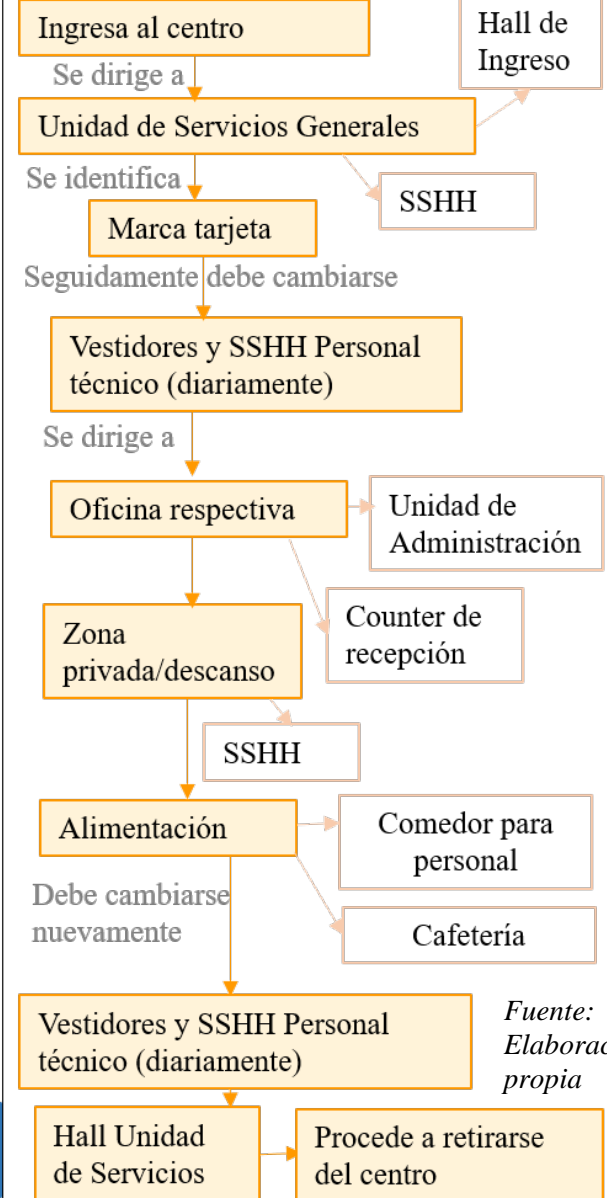 Ingresa al centro
Hall de
Ingreso
Se dirige a
Unidad de Servicios Generales
Se identifica
SSHH
Marca tarjeta
Seguidamente debe cambiarse
Vestidores y SSHH Personal
técnico (diariamente)
Se dirige a
Oficina respectiva
Unidad de
Administración
Counter de
recepción
Zona
privada/descanso
SSHH
Alimentación
Comedor para
personal
Debe cambiarse
nuevamente
Cafetería
Vestidores y SSHH Personal
técnico (diariamente)
Fuente:
propia
Hall Unidad
de Servicios
Procede a retirarse
del centro